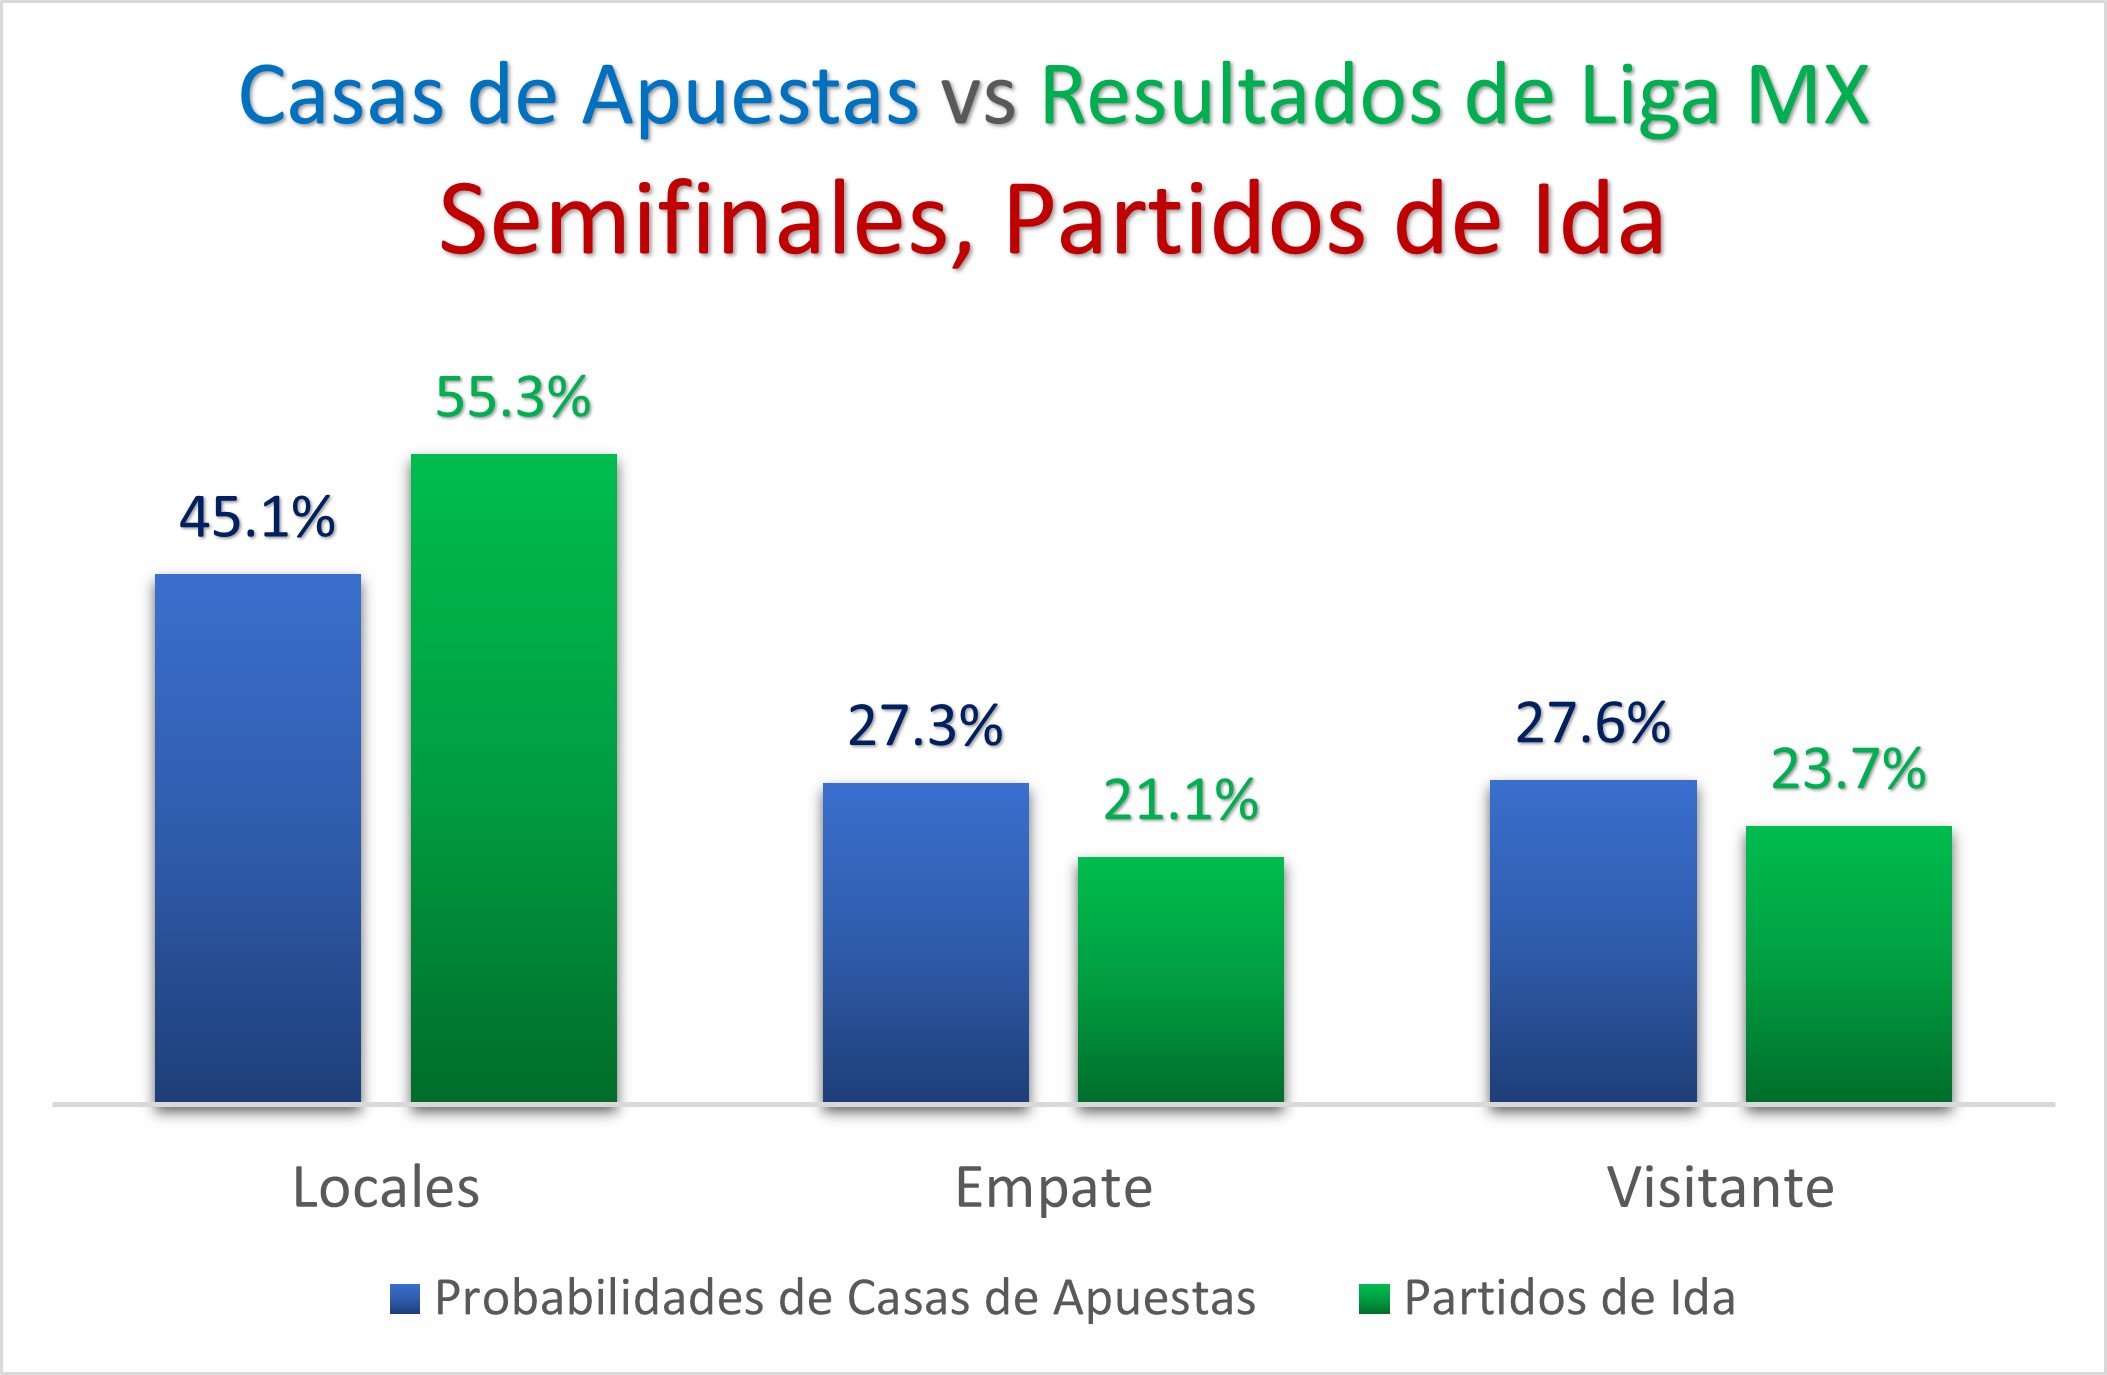 Casas de Apuestas vs Resultados de Liga MX
Semifinales, Partidos de Ida
55.3%
45.1%
27.3%
21.1%
27.6%
23.7%
Locales
Empate
Visitante
Probabilidades de Casas de Apuestas
Partidos de Ida